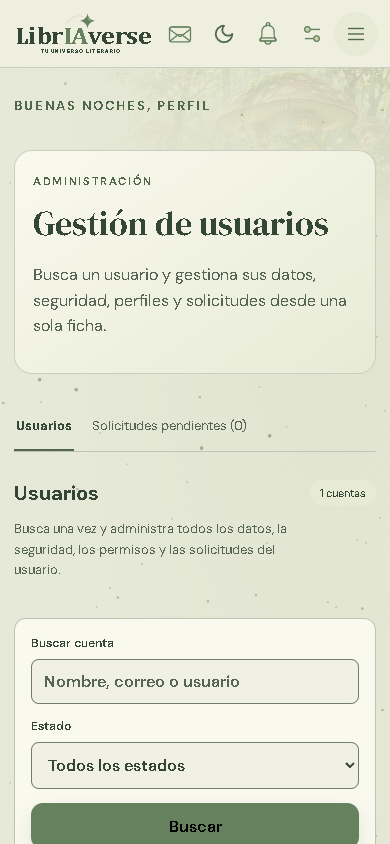 LibrIAverse
TU UNIVERSO LITERARIO
BUENAS NOCHES, PERFIL
ADMINISTRACIÓN
Gestión de usuarios
Busca un usuario y gestiona sus datos,
seguridad, perfiles y solicitudes desde una
sola ficha.
Usuarios
Solicitudes pendientes (0)
Usuarios
1 cuentas
Busca una vez y administra todos los datos, la
seguridad, los permisos y las solicitudes del
usuario.
Buscar cuenta
Nombre, correo o usuario
Estado
Todos los estados
Buscar